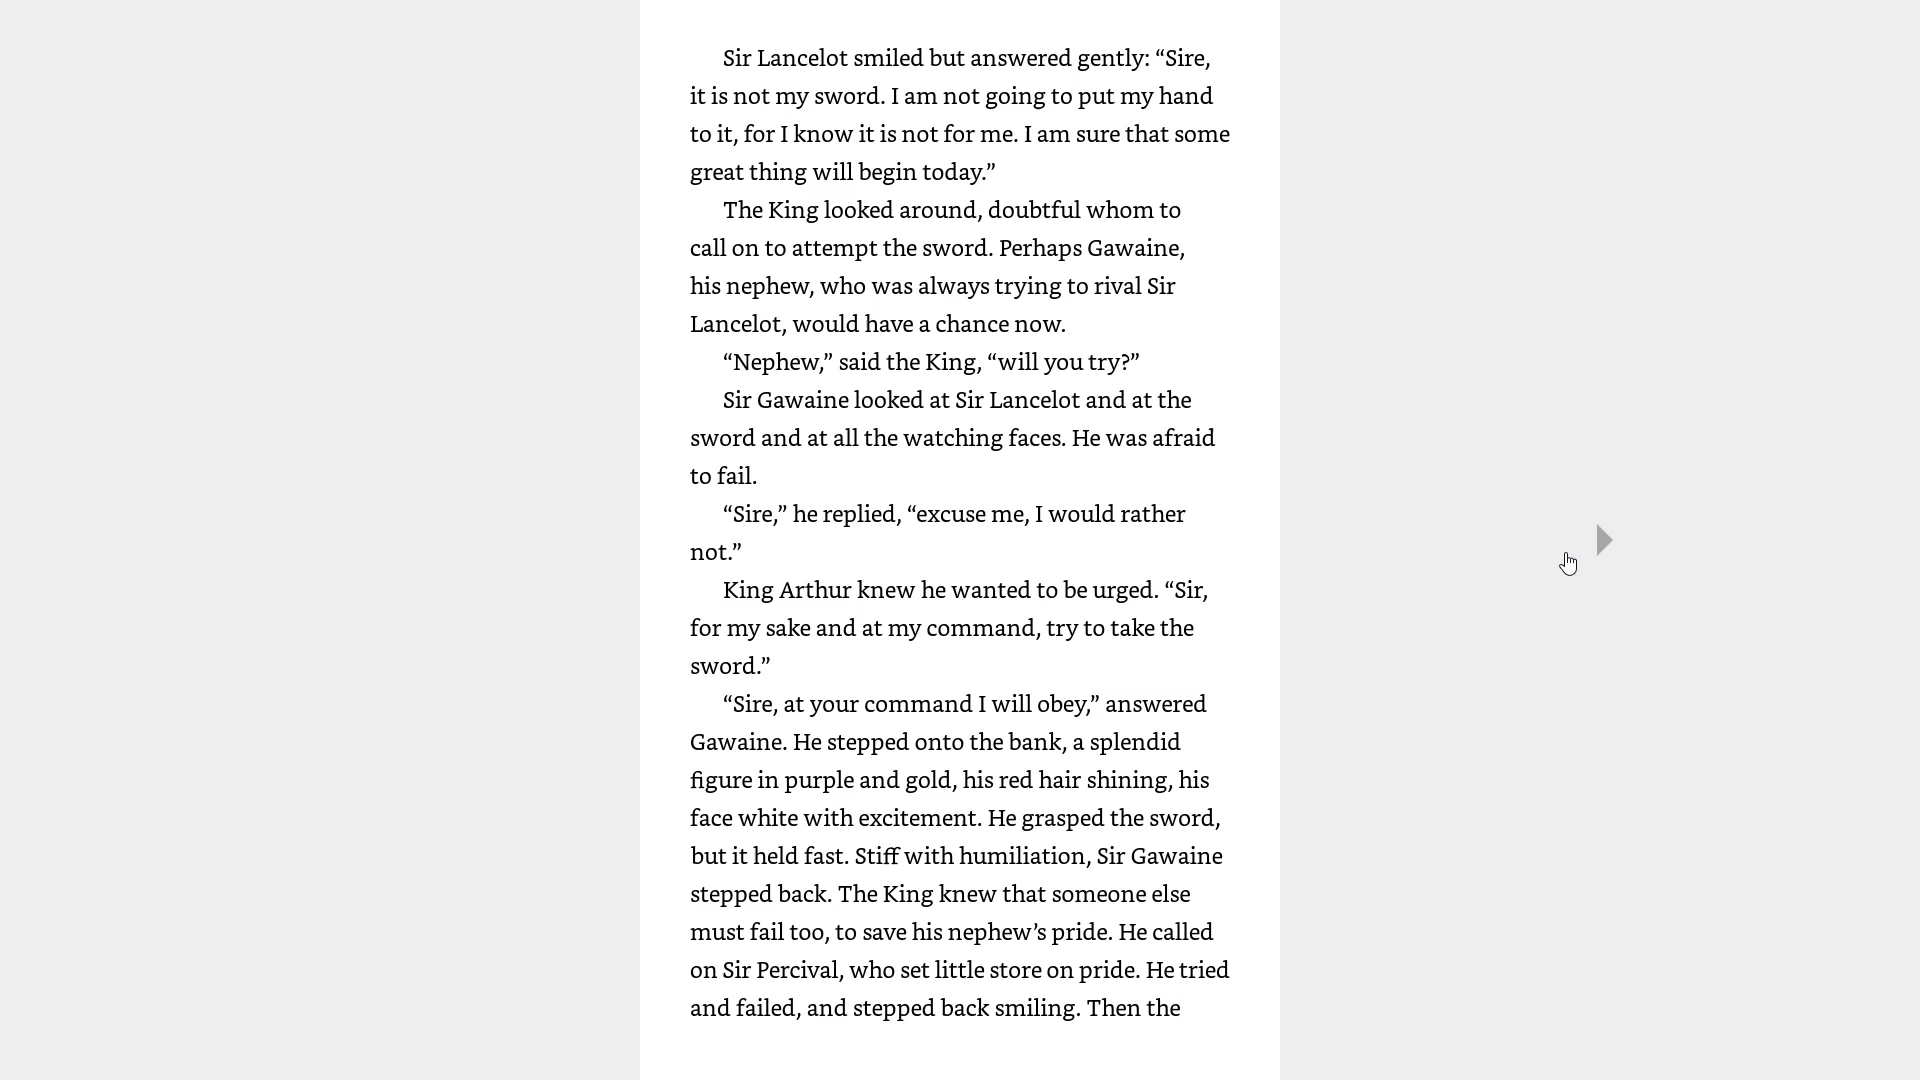 Sir Lancelot smiled but answered gently: “Sire,
it is not my sword. I am not going to put my hand
to it, for I know it is not for me. I am sure that some
great thing will begin today.”
The King looked around, doubtful whom to
call on to attempt the sword. Perhaps Gawaine,
his nephew, who was always trying to rival Sir
Lancelot, would have a chance now.
“Nephew,” said the King, “will you try?”
Sir Gawaine looked at Sir Lancelot and at the
sword and at all the watching faces. He was afraid
to fail.
“Sire,” he replied, “excuse me, I would rather
not.”
King Arthur knew he wanted to be urged. “Sir,
for my sake and at my command, try to take the
sword.”
“Sire, at your command I will obey,” answered
Gawaine. He stepped onto the bank, a splendid
figure in purple and gold, his red hair shining, his
face white with excitement. He grasped the sword,
but it held fast. Stiff with humiliation, Sir Gawaine
stepped back. The King knew that someone else
must fail too, to save his nephew’s pride. He called
on Sir Percival, who set little store on pride. He tried
and failed, and stepped back smiling. Then the